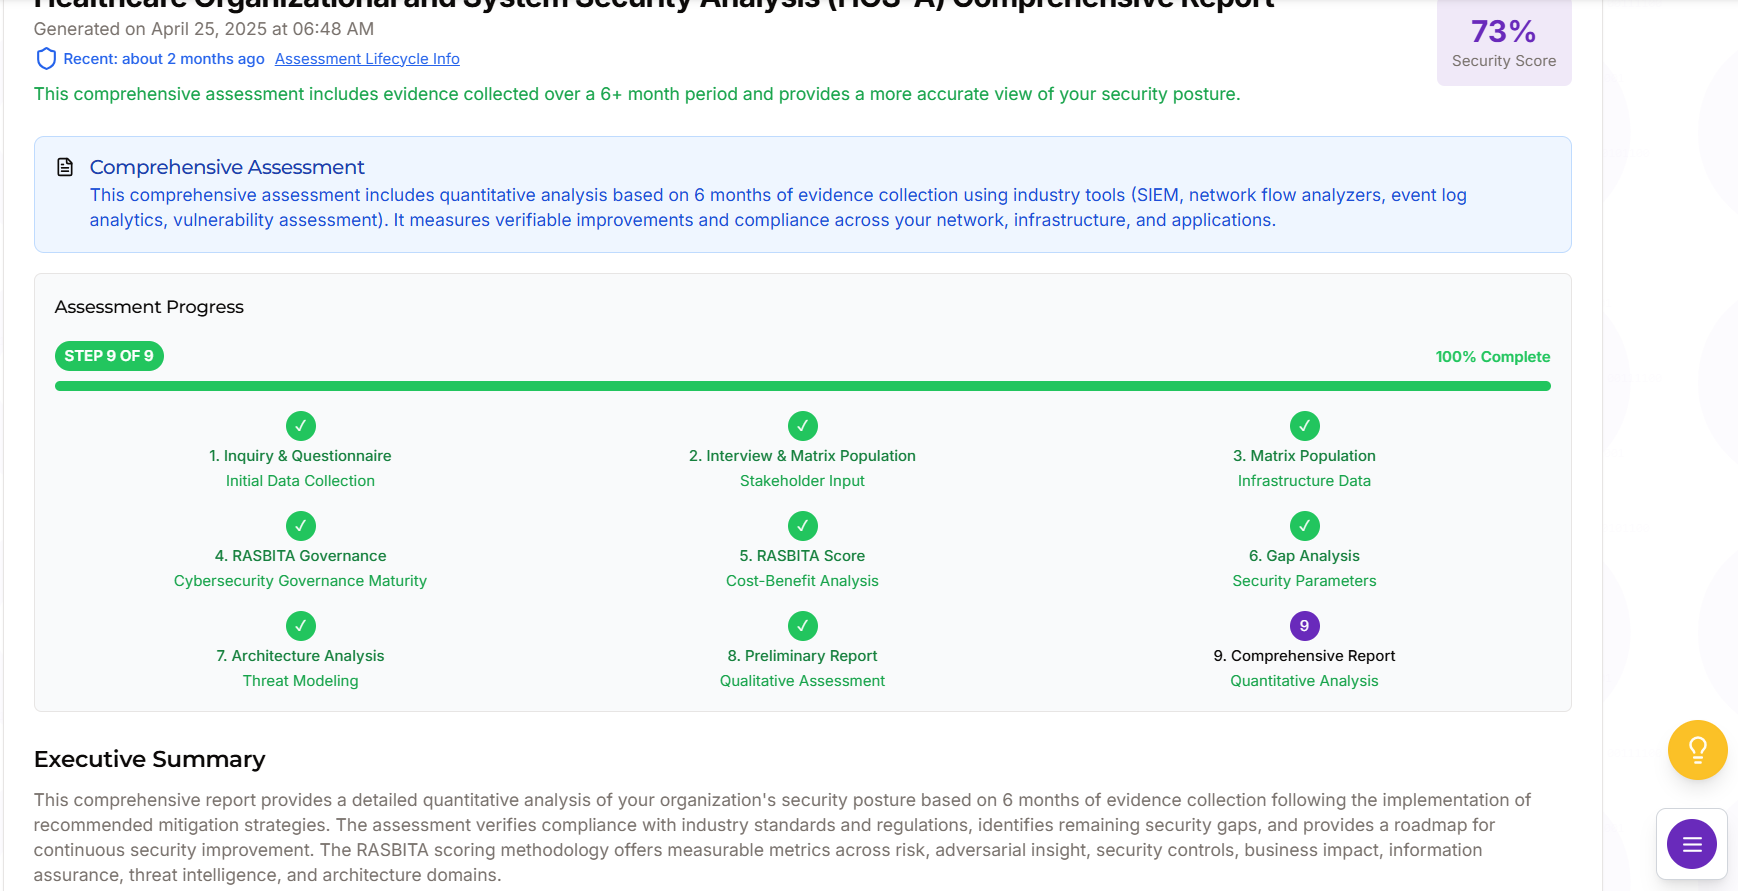 Healthcare Organizational and System Security Analysis (HOS²A) Comprehensive Report
Generated on April 25, 2025 at 06:48 AM
Recent: about 2 months ago Assessment Lifecycle Info
73%
Security Score
This comprehensive assessment includes evidence collected over a 6+ month period and provides a more accurate view of your security posture.
Comprehensive Assessment
This comprehensive assessment includes quantitative analysis based on 6 months of evidence collection using industry tools (SIEM, network flow analyzers, event log
analytics, vulnerability assessment). It measures verifiable improvements and compliance across your network, infrastructure, and applications.
Assessment Progress
STEP 9 OF 9
100% Complete
1. Inquiry & Questionnaire
Initial Data Collection
2. Interview & Matrix Population
Stakeholder Input
3. Matrix Population
Infrastructure Data
4. RASBITA Governance
Cybersecurity Governance Maturity
5. RASBITA Score
Cost-Benefit Analysis
6. Gap Analysis
Security Parameters
7. Architecture Analysis
Threat Modeling
8. Preliminary Report
Qualitative Assessment
9
9. Comprehensive Report
Quantitative Analysis
Executive Summary
This comprehensive report provides a detailed quantitative analysis of your organization's security posture based on 6 months of evidence collection following the implementation of
recommended mitigation strategies. The assessment verifies compliance with industry standards and regulations, identifies remaining security gaps, and provides a roadmap for
continuous security improvement. The RASBITA scoring methodology offers measurable metrics across risk, adversarial insight, security controls, business impact, information
assurance, threat intelligence, and architecture domains.